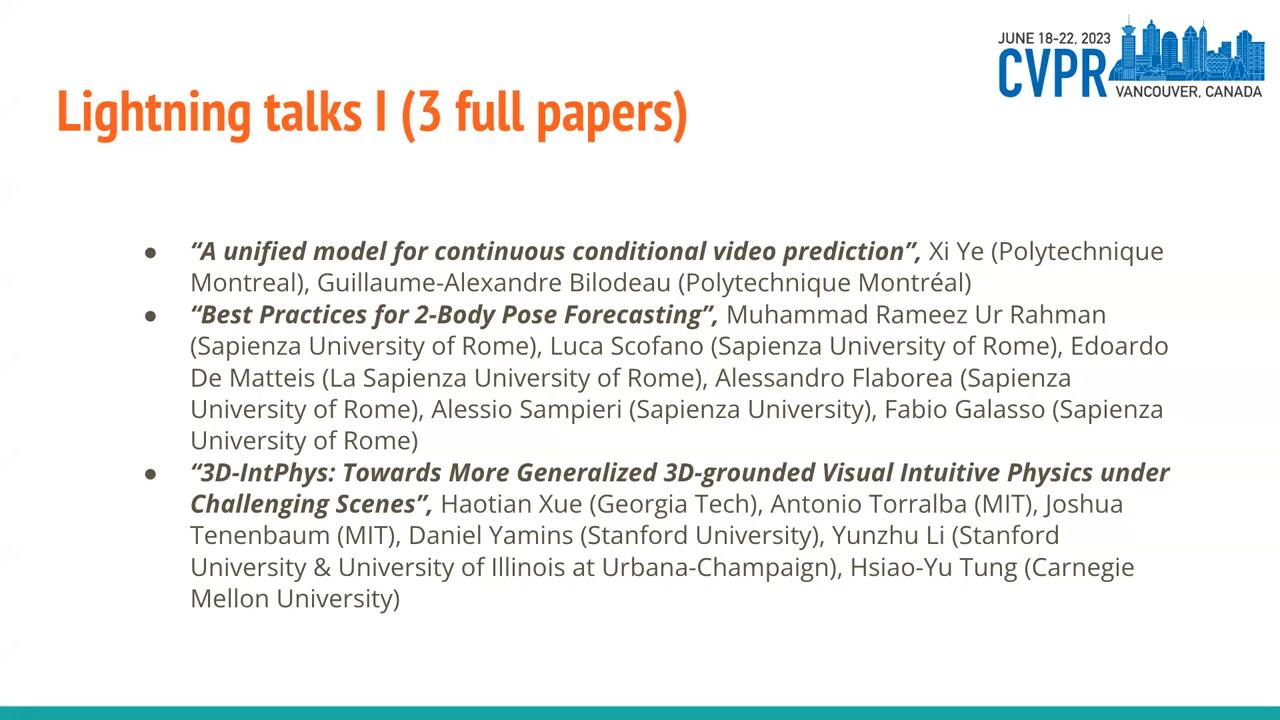 JUNE 18-22, 2023
CVPR
VANCOUVER, CANADA
Lightning talks I (3 full papers)
● “A unified model for continuous conditional video prediction”, Xi Ye (Polytechnique
Montreal), Guillaume-Alexandre Bilodeau (Polytechnique Montréal)
● “Best Practices for 2-Body Pose Forecasting”, Muhammad Rameez Ur Rahman
(Sapienza University of Rome), Luca Scofano (Sapienza University of Rome), Edoardo
De Matteis (La Sapienza University of Rome), Alessandro Flaborea (Sapienza
University of Rome), Alessio Sampieri (Sapienza University), Fabio Galasso (Sapienza
University of Rome)
● “3D-IntPhys: Towards More Generalized 3D-grounded Visual Intuitive Physics under
Challenging Scenes”, Haotian Xue (Georgia Tech), Antonio Torralba (MIT), Joshua
Tenenbaum (MIT), Daniel Yamins (Stanford University), Yunzhu Li (Stanford
University & University of Illinois at Urbana-Champaign), Hsiao-Yu Tung (Carnegie
Mellon University)